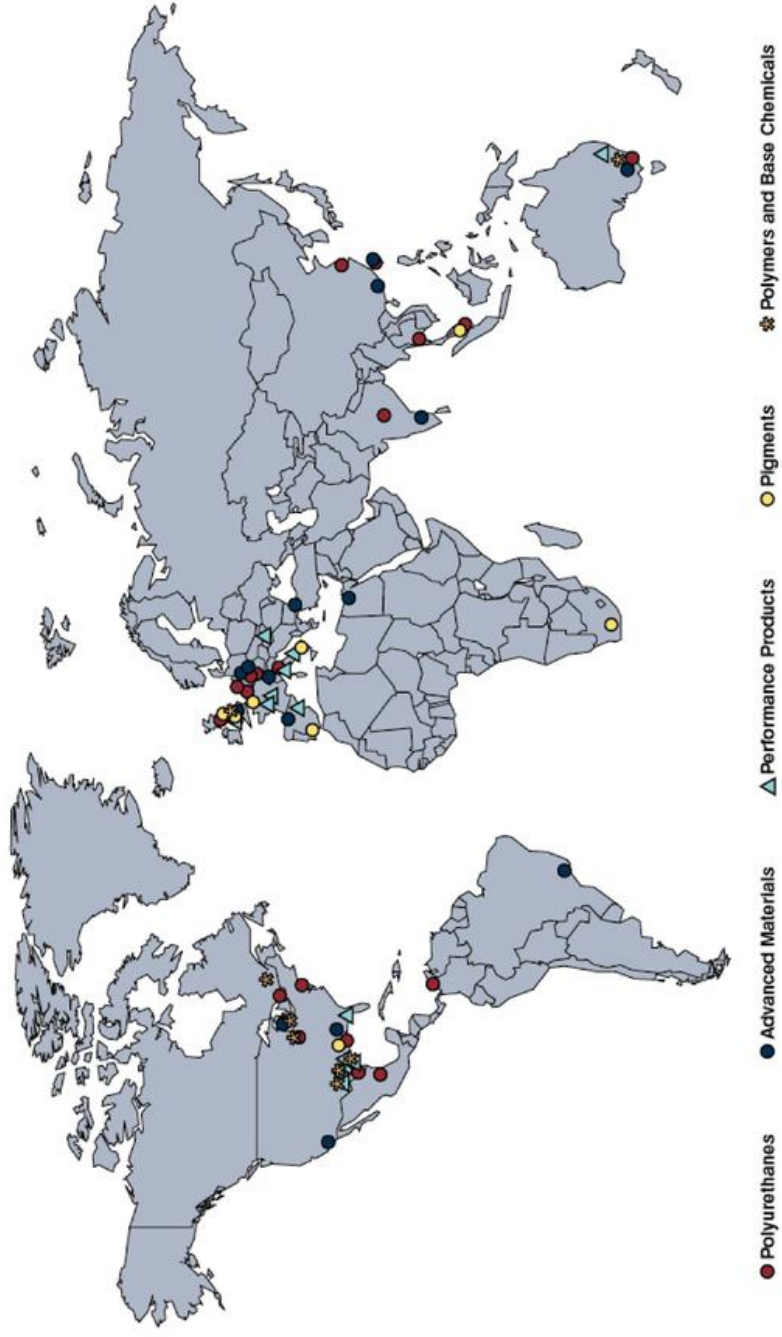 Polyurethanes
Advanced Materials
Performance Products
Pigments
Polymers and Base Chemicals